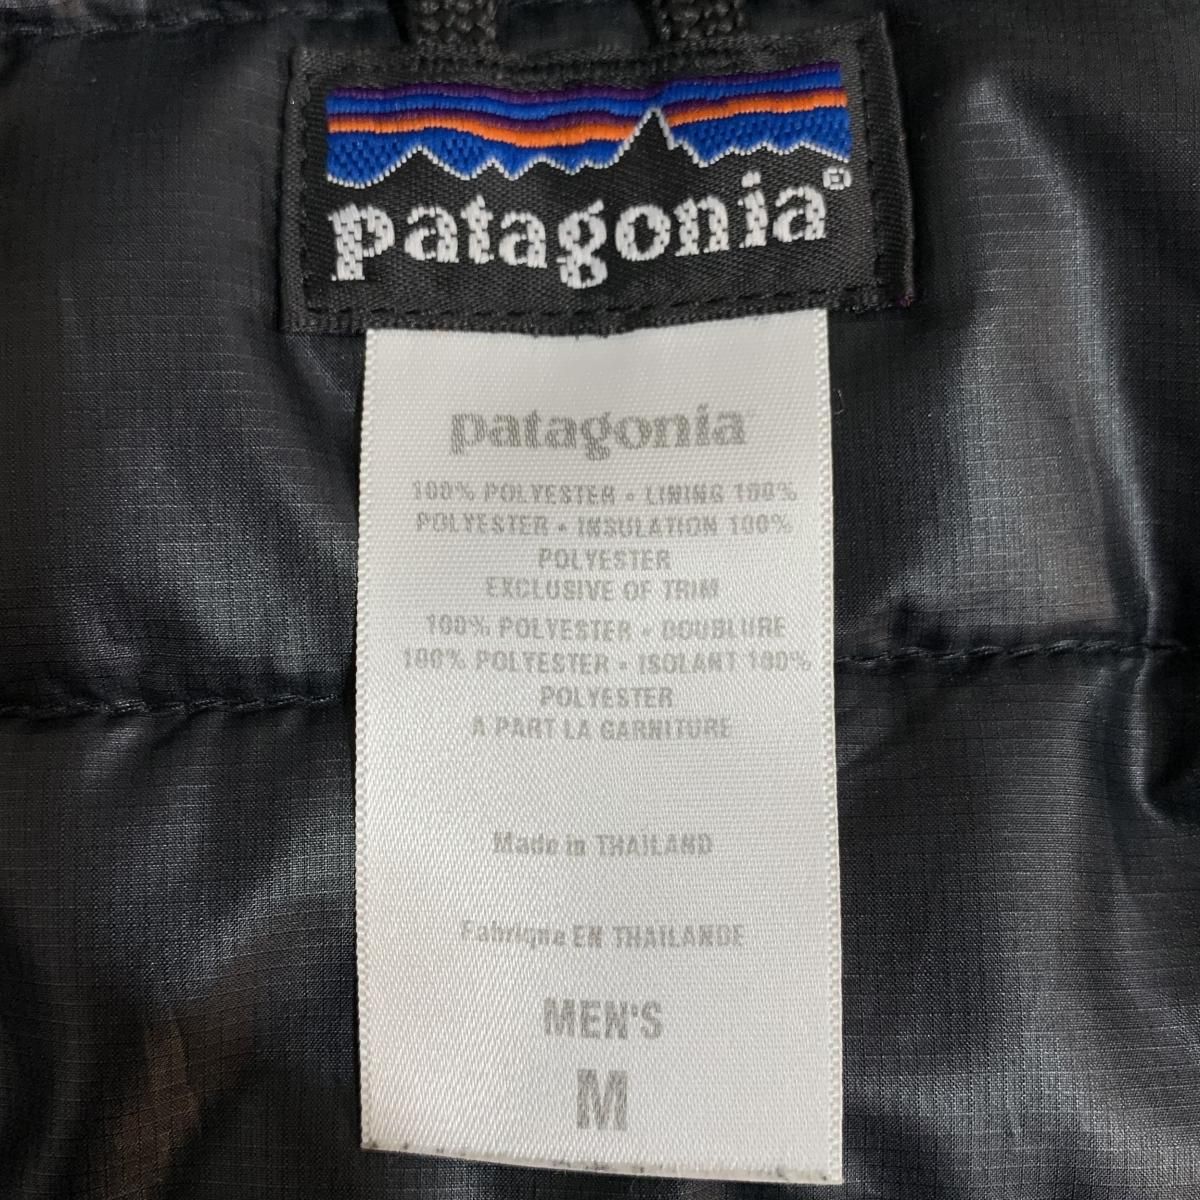 patagonia®
patagonia
100% POLYESTER • LINING 100%
POLYESTER • INSULATION 100%
POLYESTER
EXCLUSIVE OF TRIM
100% POLYESTER • DOUBLURE
100% POLYESTER • ISOLANT 100%
POLYESTER
A PART LA GARNITURE
Made in THAILAND
Fabriqne EN THAILANDE
MEN'S
M